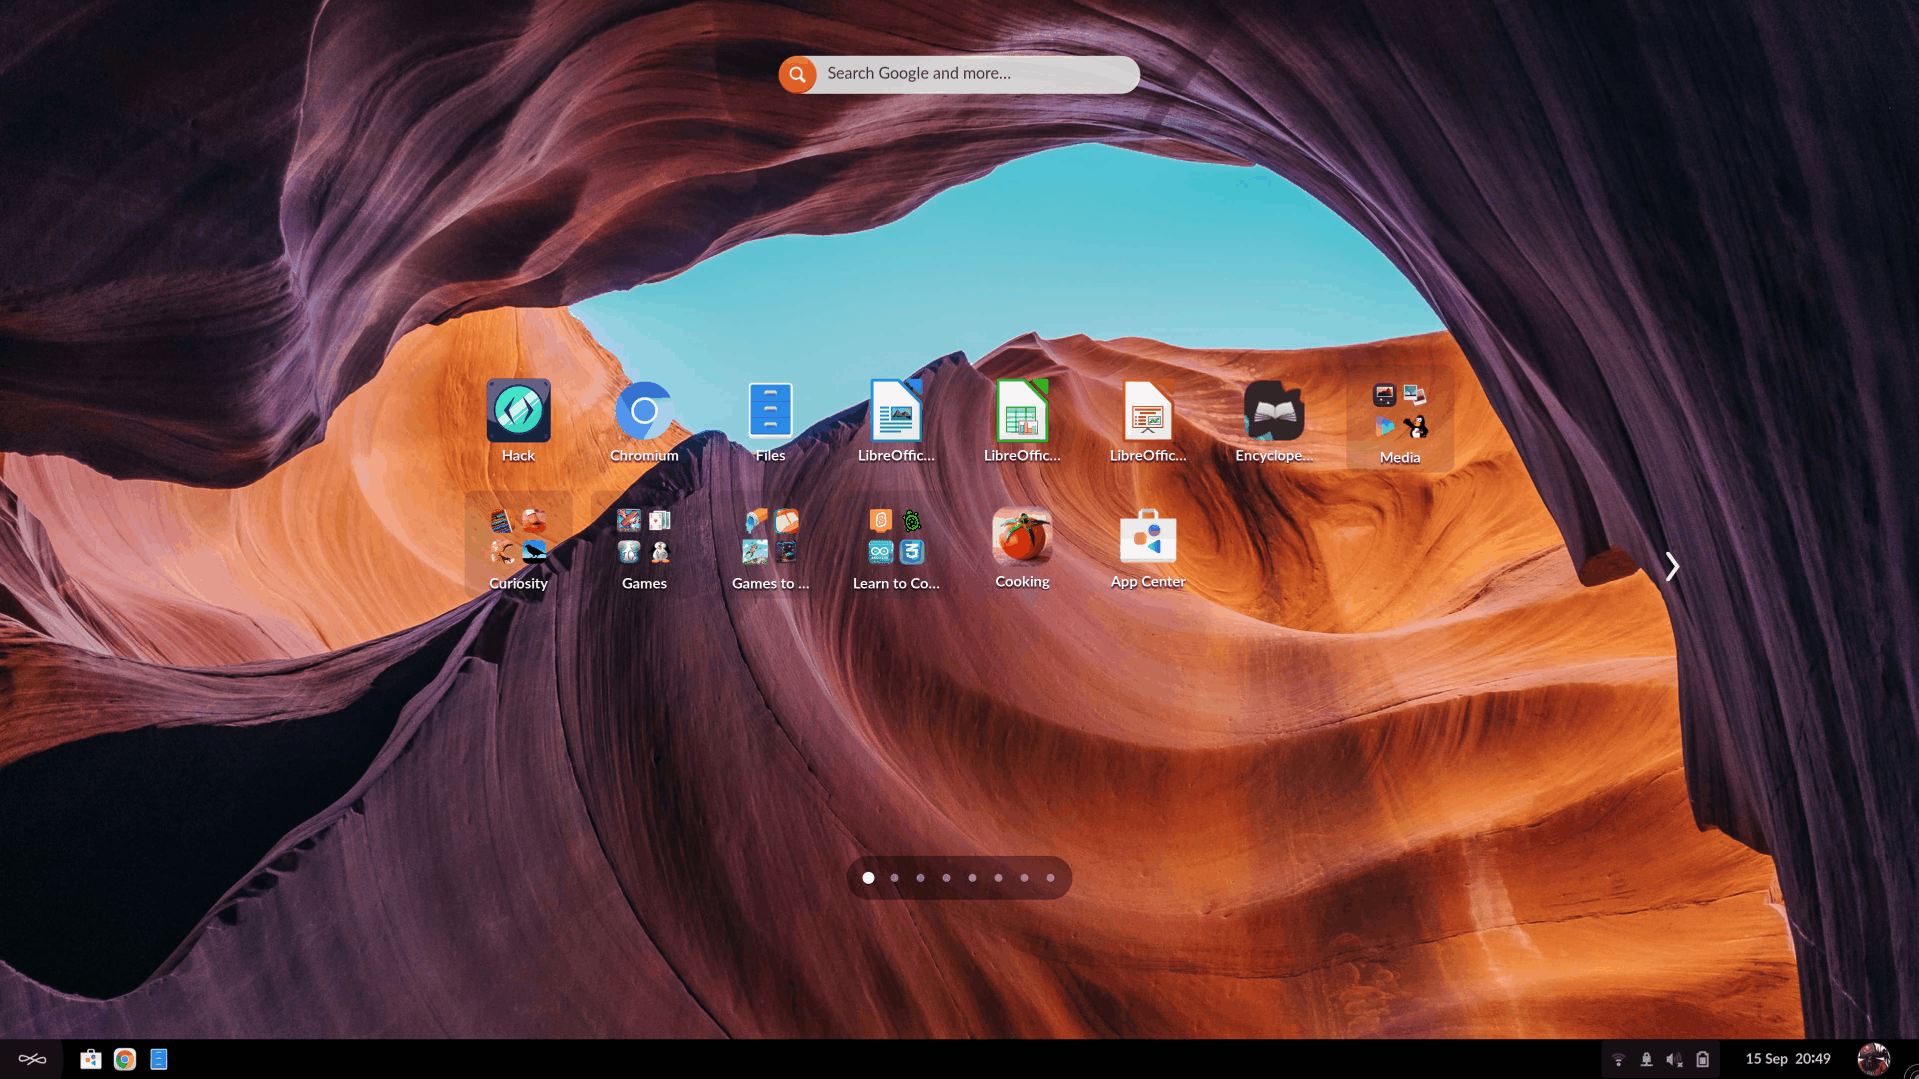 Search Google and more...
Hack
Chromium
Files
LibreOffic...
LibreOffic...
LibreOffic...
Encyclope...
Media
Curiosity
Games
Games to ...
Learn to Co...
Cooking
App Center
15 Sep 20:49